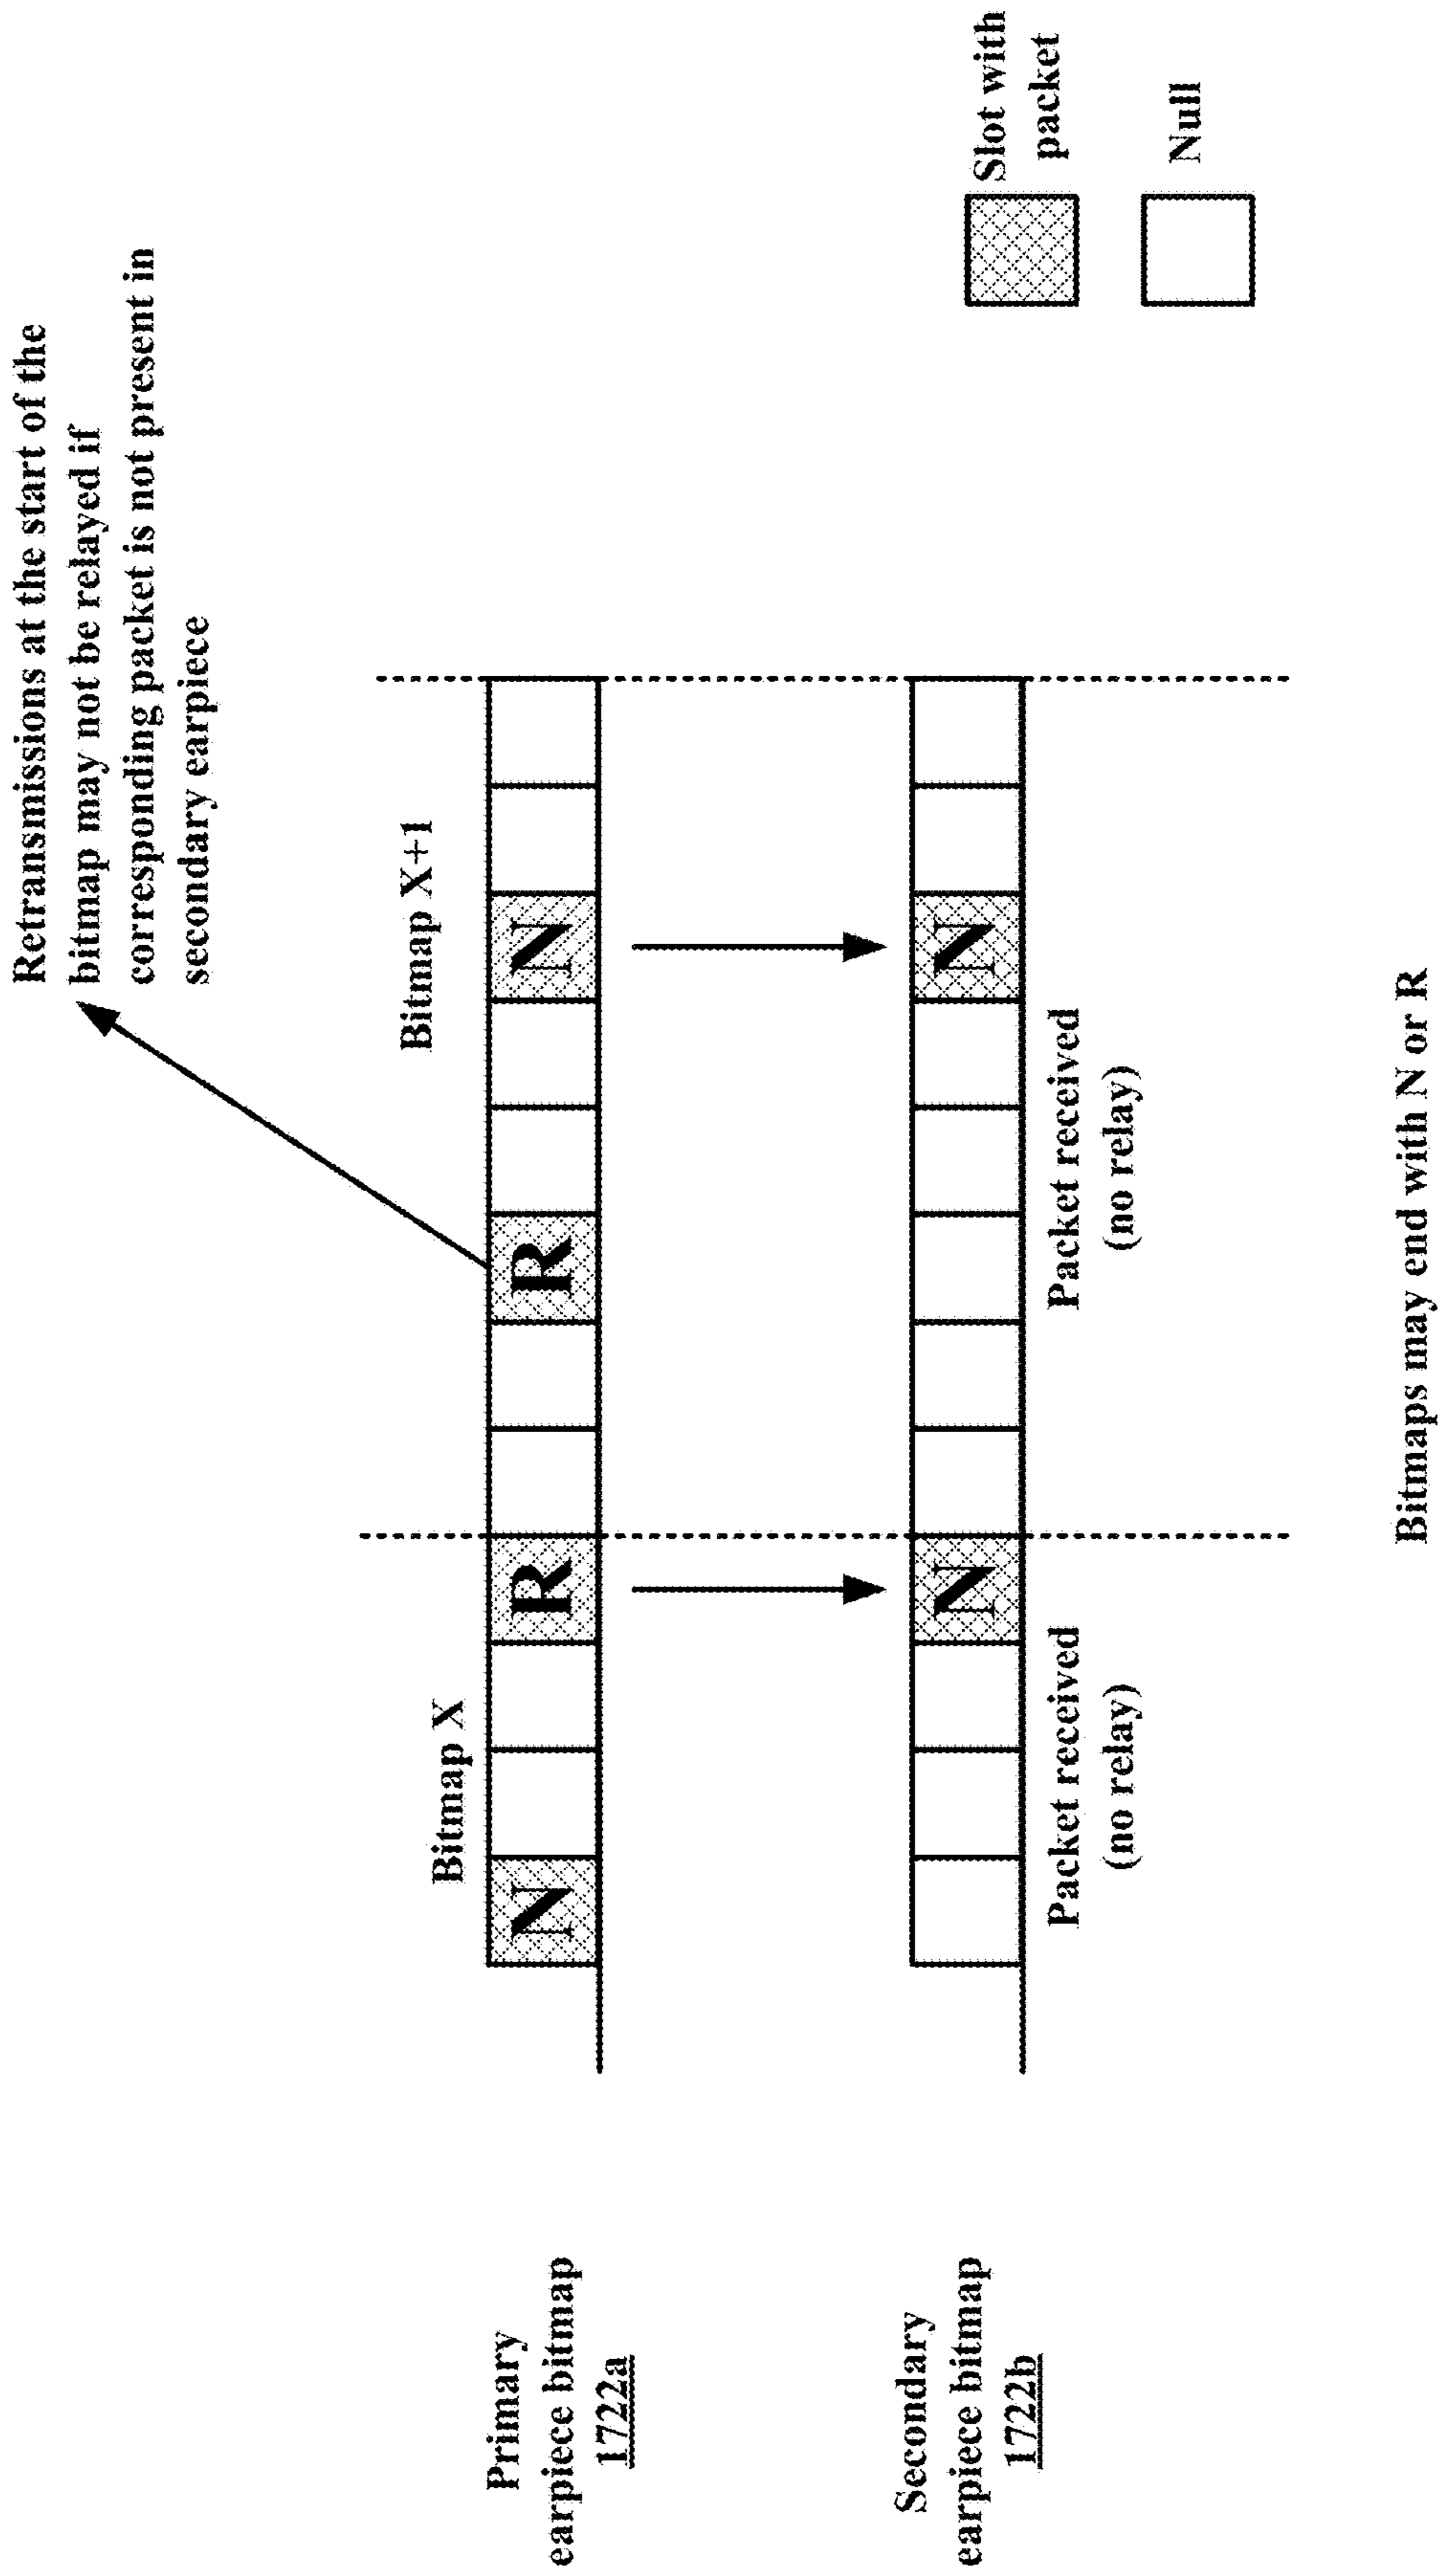 Retransmissions at the start of the
bitmap may not be relayed if
corresponding packet is not present in
secondary earpiece
Bitmap X
Bitmap X+1
Primary
earpiece bitmap
1722a
N
R
R
N
Secondary
earpiece bitmap
1722b
N
N
Packet received
(no relay)
Packet received
(no relay)
Slot with
packet
Null
Bitmaps may end with N or R